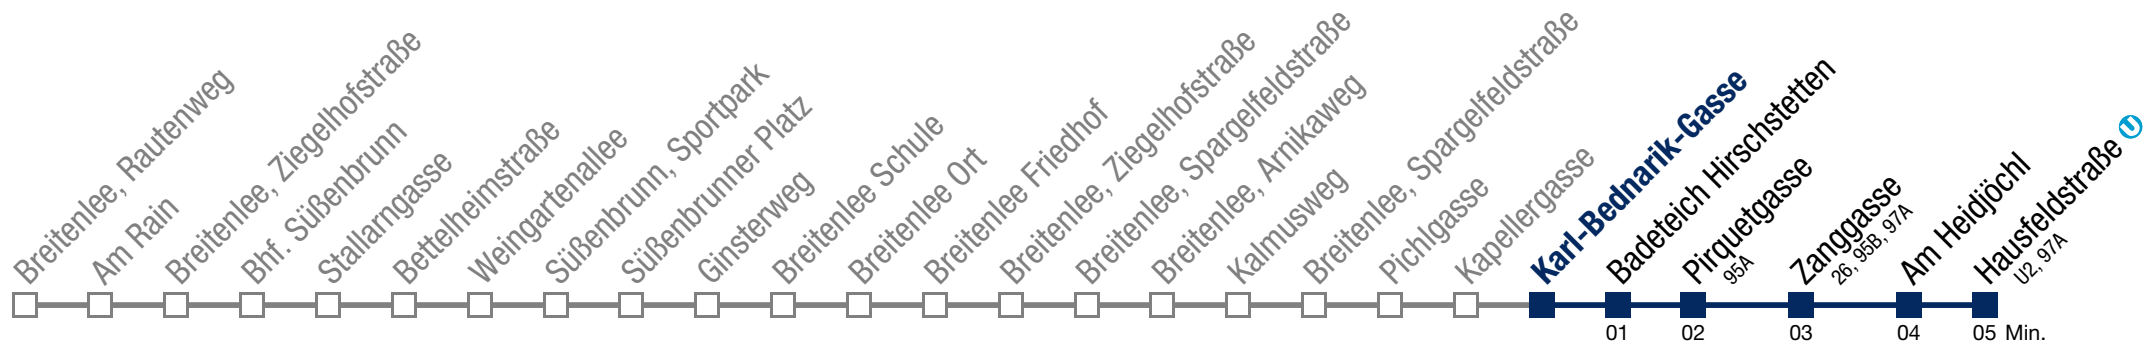 Breitenlee, Rautenweg
Am Rain
Breitenlee, Ziegelhofstraße
Bhf. Süßenbrunn
Stallarngasse
Bettelheimstraße
Weingartenallee
Süßenbrunn, Sportpark
Süßenbrunner Platz
Ginsterweg
Breitenlee Schule
Breitenlee Ort
Breitenlee Friedhof
Breitenlee, Ziegelhofstraße
Breitenlee, Spargelfeldstraße
Breitenlee, Arnikaweg
Kalmusweg
Breitenlee, Spargelfeldstraße
Pichlgasse
Kapellergasse
Karl-Bednarik-Gasse
Badeteich Hirschstetten
Pirquetgasse
95A
Zanggasse
26, 95B, 97A
Am Heidjöchl
Hausfeldstraße U
U2, 97A
01 02 03 04 05 Min.